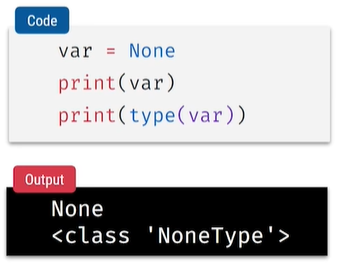 Code
var = None
print(var)
print(type(var))
Output
None
<class 'NoneType'>